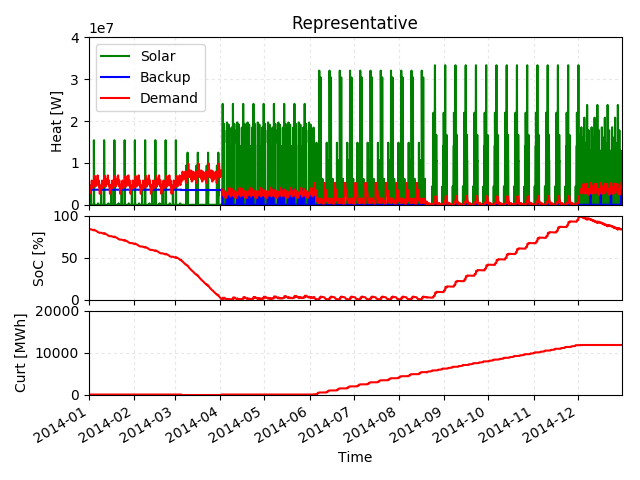 Representative
1e7
Heat [W]
4
3
2
1
0
Solar
Backup
Demand
SoC [%]
100
50
0
Curt [MWh]
20000
10000
0
2014-01
2014-02
2014-03
2014-04
2014-05
2014-06
2014-07
2014-08
2014-09
2014-10
2014-11
2014-12
Time